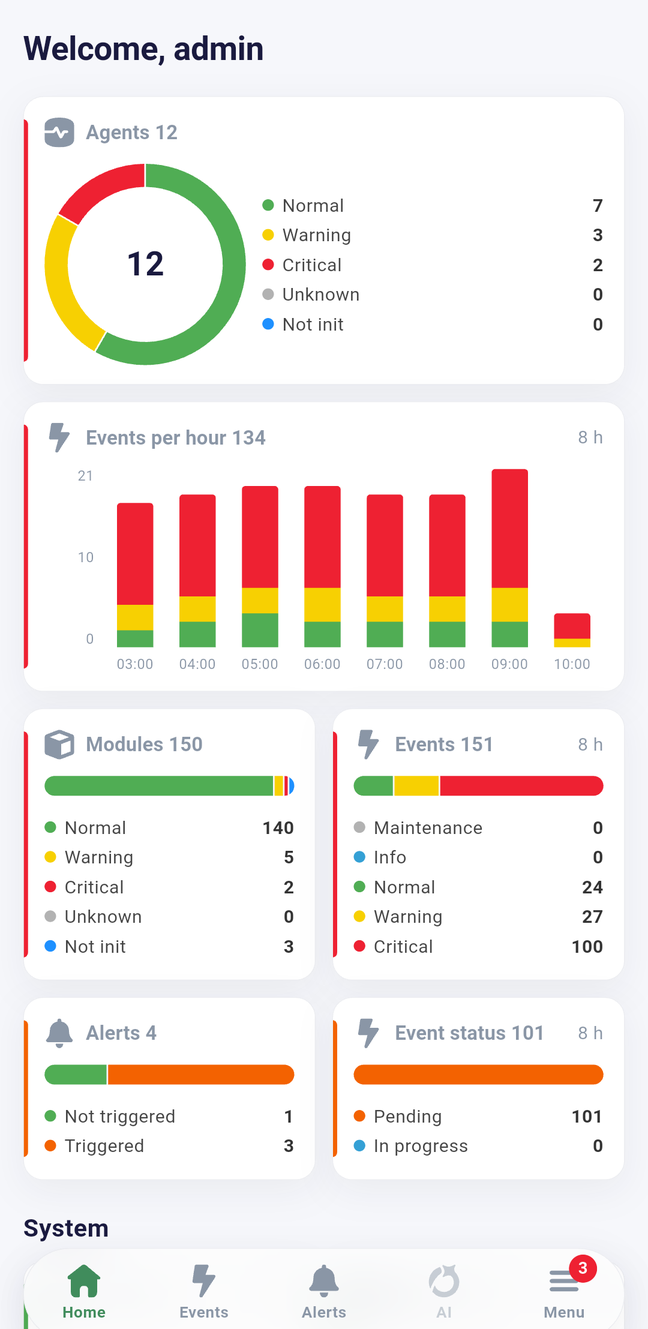 Welcome, admin
Agents 12
12
Normal 7
Warning 3
Critical 2
Unknown 0
Not init 0
Events per hour 134 8 h
21
10
0
03:00 04:00 05:00 06:00 07:00 08:00 09:00 10:00
Modules 150
Normal 140
Warning 5
Critical 2
Unknown 0
Not init 3
Events 151 8 h
Maintenance 0
Info 0
Normal 24
Warning 27
Critical 100
Alerts 4
Not triggered 1
Triggered 3
Event status 101 8 h
Pending 101
In progress 0
System
3
Home Events Alerts AI Menu